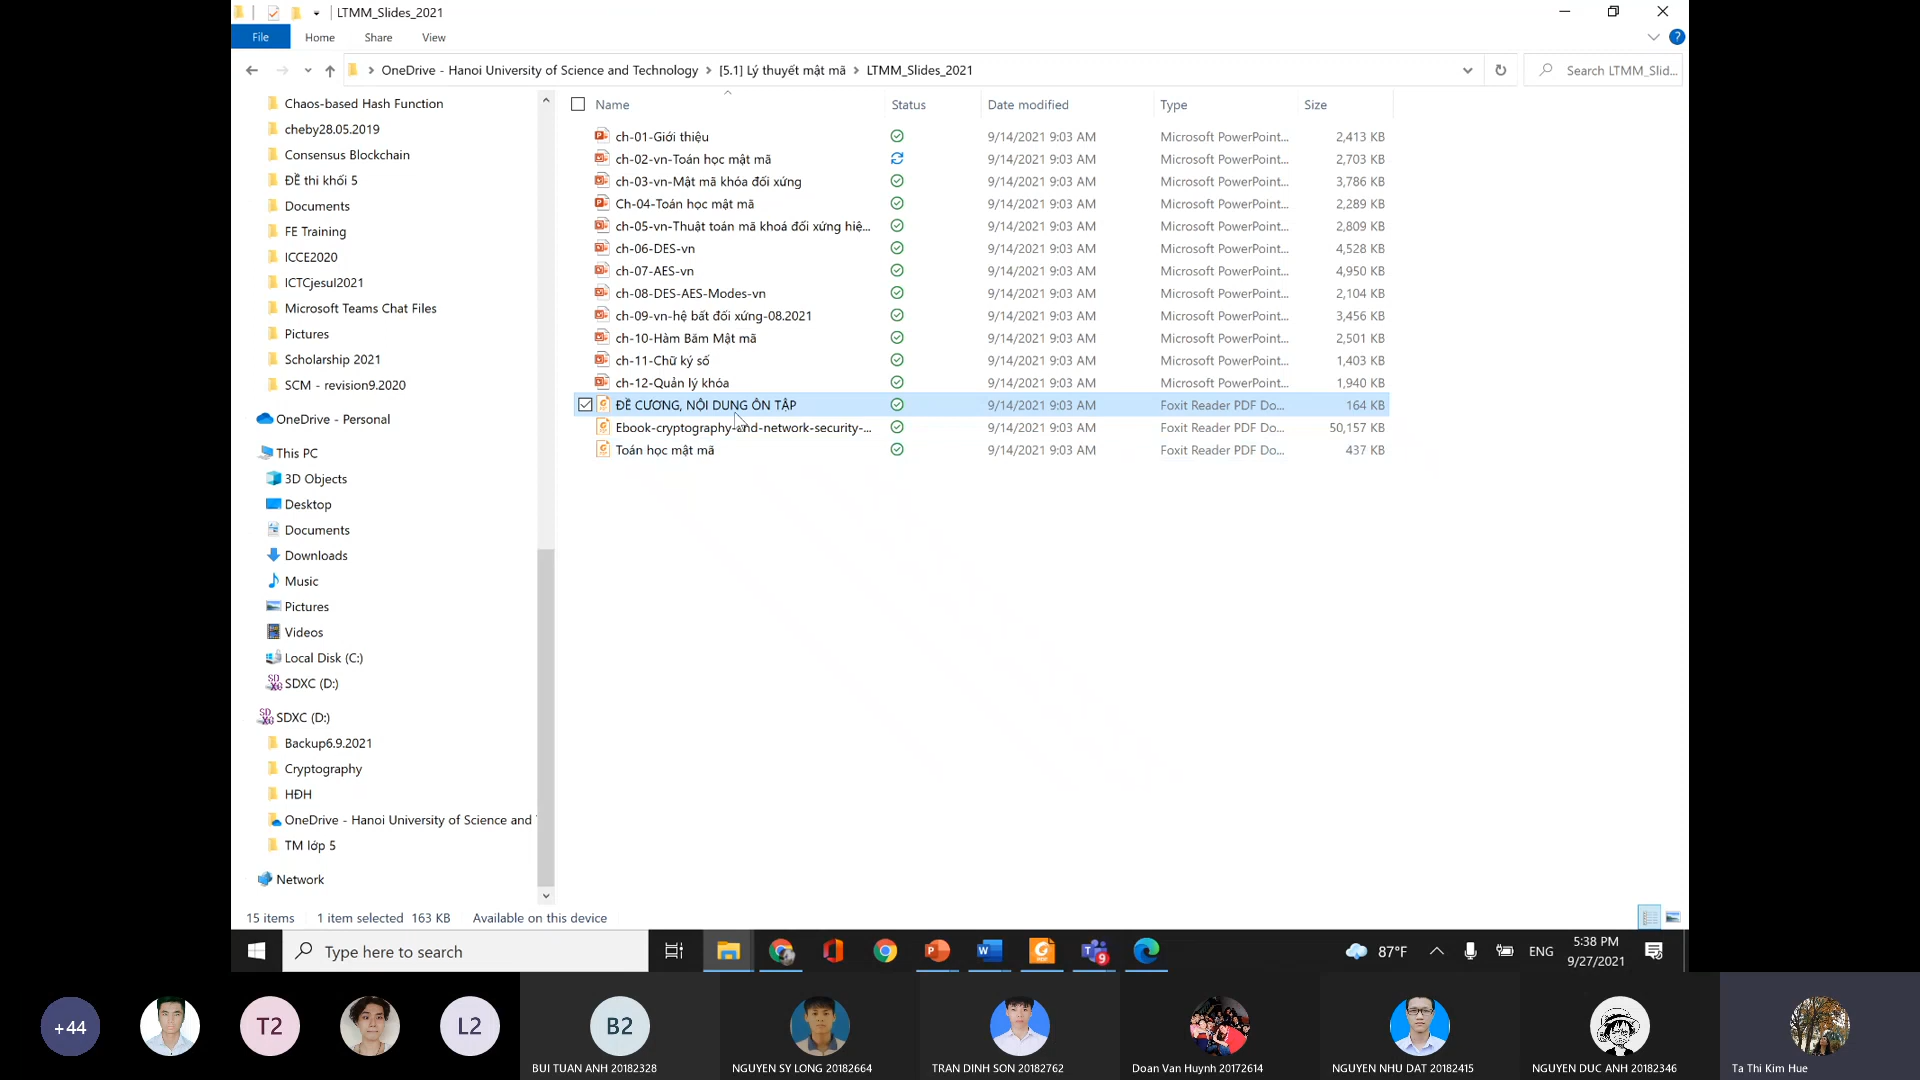 LTMM_Slides_2021
File Home Share View
OneDrive - Hanoi University of Science and Technology > [5.1] Lý thuyết mật mã > LTMM_Slides_2021
Search LTMM_Slid...
Chaos-based Hash Function
cheby28.05.2019
Consensus Blockchain
ĐỀ thi khối 5
Documents
FE Training
ICCE2020
ICTCjesul2021
Microsoft Teams Chat Files
Pictures
Scholarship 2021
SCM - revision9.2020
OneDrive - Personal
This PC
3D Objects
Desktop
Documents
Downloads
Music
Pictures
Videos
Local Disk (C:)
SDXC (D:)
SDXC (D:)
Backup6.9.2021
Cryptography
HĐH
OneDrive - Hanoi University of Science and
TM lớp 5
Network
Name Status Date modified Type Size
ch-01-Giới thiệu 9/14/2021 9:03 AM Microsoft PowerPoint... 2,413 KB
ch-02-vn-Toán học mật mã 9/14/2021 9:03 AM Microsoft PowerPoint... 2,703 KB
ch-03-vn-Mật mã khóa đối xứng 9/14/2021 9:03 AM Microsoft PowerPoint... 3,786 KB
Ch-04-Toán học mật mã 9/14/2021 9:03 AM Microsoft PowerPoint... 2,289 KB
ch-05-vn-Thuật toán mã khoá đối xứng hiệ... 9/14/2021 9:03 AM Microsoft PowerPoint... 2,809 KB
ch-06-DES-vn 9/14/2021 9:03 AM Microsoft PowerPoint... 4,528 KB
ch-07-AES-vn 9/14/2021 9:03 AM Microsoft PowerPoint... 4,950 KB
ch-08-DES-AES-Modes-vn 9/14/2021 9:03 AM Microsoft PowerPoint... 2,104 KB
ch-09-vn-hệ bất đối xứng-08.2021 9/14/2021 9:03 AM Microsoft PowerPoint... 3,456 KB
ch-10-Hàm Băm Mật mã 9/14/2021 9:03 AM Microsoft PowerPoint... 2,501 KB
ch-11-Chữ ký số 9/14/2021 9:03 AM Microsoft PowerPoint... 1,403 KB
ch-12-Quản lý khóa 9/14/2021 9:03 AM Microsoft PowerPoint... 1,940 KB
ĐỀ CƯƠNG, NỘI DUNG ÔN TẬP 9/14/2021 9:03 AM Foxit Reader PDF Do... 164 KB
Ebook-cryptography-and-network-security-... 9/14/2021 9:03 AM Foxit Reader PDF Do... 50,157 KB
Toán học mật mã 9/14/2021 9:03 AM Foxit Reader PDF Do... 437 KB
15 items 1 item selected 163 KB Available on this device
Type here to search
87°F ENG 5:38 PM
9/27/2021
9
+44 T2 L2 B2
BUI TUAN ANH 20182328 NGUYEN SY LONG 20182664 TRAN DINH SON 20182762 Doan Van Huynh 20172614 NGUYEN NHU DAT 20182415 NGUYEN DUC ANH 20182346 Ta Thi Kim Hue